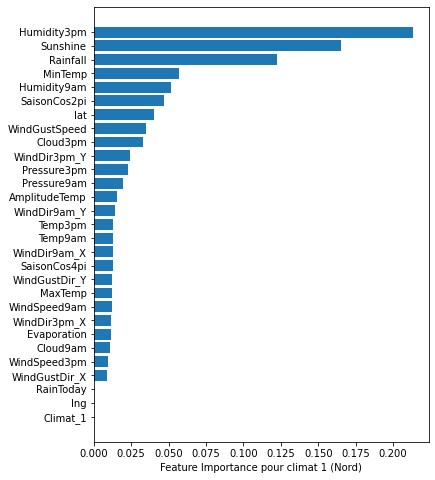 Humidity3pm
Sunshine
Rainfall
MinTemp
Humidity9am
SaisonCos2pi
lat
WindGustSpeed
Cloud3pm
WindDir3pm_Y
Pressure3pm
Pressure9am
AmplitudeTemp
WindDir9am_Y
Temp3pm
Temp9am
WindDir9am_X
SaisonCos4pi
WindGustDir_Y
MaxTemp
WindSpeed9am
WindDir3pm_X
Evaporation
Cloud9am
WindSpeed3pm
WindGustDir_X
RainToday
lng
Climat_1
0.000 0.025 0.050 0.075 0.100 0.125 0.150 0.175 0.200
Feature Importance pour climat 1 (Nord)